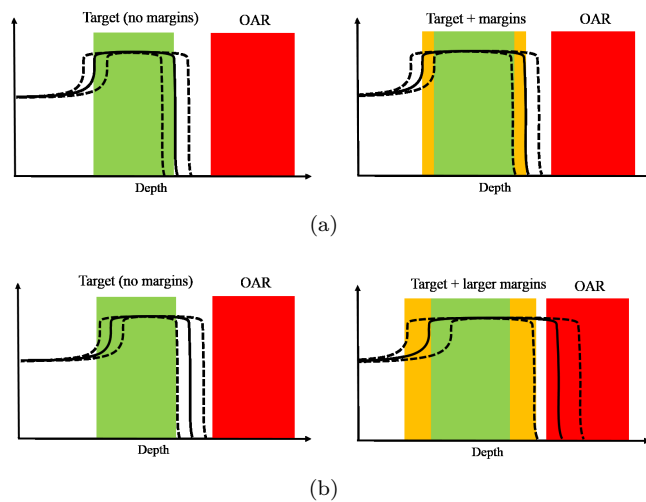 Target (no margins)
OAR
Target + margins
OAR
Depth
Depth
(a)
Target (no margins)
OAR
Target + larger margins
OAR
Depth
Depth
(b)